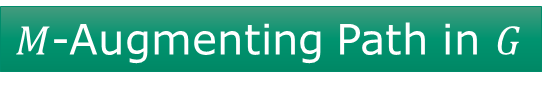 𝑀-Augmenting Path in 𝐺